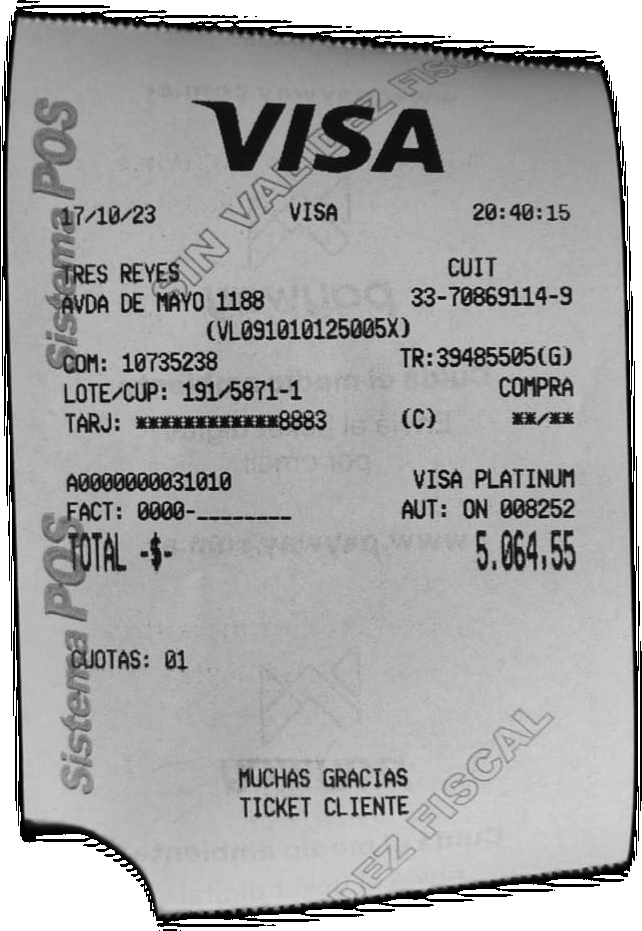 VISA
17/10/23 VISA 20:40:15
TRES REYES CUIT
AVDA DE MAYO 1188 33-70869114-9
(VL091010125005X)
COM: 10735238 TR:39485505(G)
LOTE/CUP: 191/5871-1 COMPRA
TARJ: ************8883 (C) **/**
A0000000031010 VISA PLATINUM
FACT: 0000-________ AUT: ON 008252
TOTAL -$- 5.064,55
CUOTAS: 01
MUCHAS GRACIAS
TICKET CLIENTE
Sistema POS
Sistema POS
SIN VALIDEZ FISCAL
DEZ FISCAL